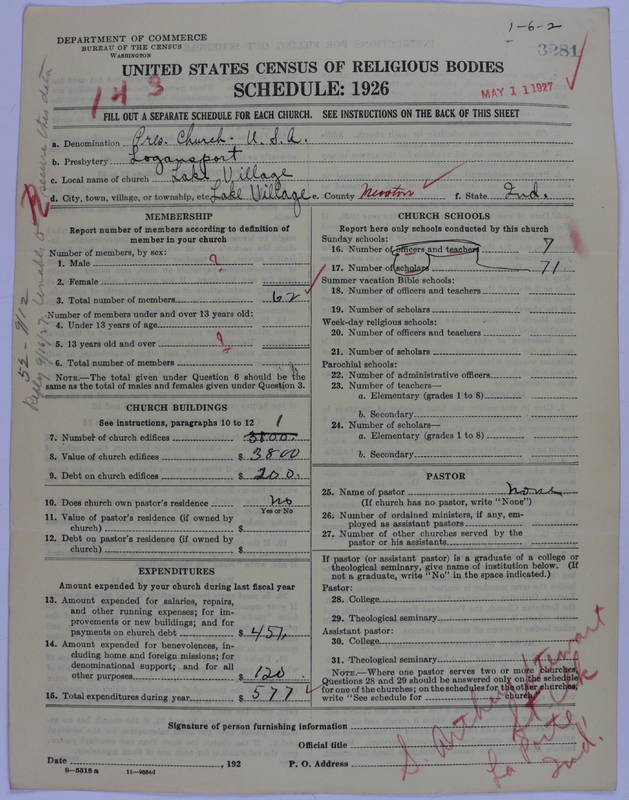 1-6-2
DEPARTMENT OF COMMERCE
BUREAU OF THE CENSUS
WASHINGTON
3281
UNITED STATES CENSUS OF RELIGIOUS BODIES
SCHEDULE: 1926
143
MAY 11 1927
FILL OUT A SEPARATE SCHEDULE FOR EACH CHURCH. SEE INSTRUCTIONS ON THE BACK OF THIS SHEET
a. Denomination Pres. Church - U.S.A.
b. Presbytery Logansport
c. Local name of church Lake Village
d. City, town, village, or township, etc. Lake Village e. County Newton f. State Ind.
MEMBERSHIP
Report number of members according to definition of
member in your church
Number of members, by sex:
1. Male ?
2. Female
3. Total number of members 62
Number of members under and over 13 years old:
4. Under 13 years of age
5. 13 years old and over ?
6. Total number of members
NOTE.—The total given under Question 6 should be the
same as the total of males and females given under Question 3.
CHURCH BUILDINGS
See instructions, paragraphs 10 to 12
1
7. Number of church edifices 3800.
8. Value of church edifices $ 3800
9. Debt on church edifices $ 200.
10. Does church own pastor's residence No
Yes or No
11. Value of pastor's residence (if owned by
church) $
12. Debt on pastor's residence (if owned by
church) $
EXPENDITURES
Amount expended by your church during last fiscal year
13. Amount expended for salaries, repairs,
and other running expenses; for im-
provements or new buildings; and for
payments on church debt $ 457,
14. Amount expended for benevolences, in-
cluding home and foreign missions; for
denominational support; and for all
other purposes $ 120
15. Total expenditures during year $ 577
CHURCH SCHOOLS
Report here only schools conducted by this church
Sunday schools:
16. Number of officers and teachers 7
17. Number of scholars 71
Summer vacation Bible schools:
18. Number of officers and teachers
19. Number of scholars
Week-day religious schools:
20. Number of officers and teachers
21. Number of scholars
Parochial schools:
22. Number of administrative officers
23. Number of teachers—
a. Elementary (grades 1 to 8)
b. Secondary
24. Number of scholars—
a. Elementary (grades 1 to 8)
b. Secondary
PASTOR
25. Name of pastor None
(If church has no pastor, write "None")
26. Number of ordained ministers, if any, em-
ployed as assistant pastors
27. Number of other churches served by the
pastor or his assistants
If pastor (or assistant pastor) is a graduate of a college or
theological seminary, give name of institution below. (If
not a graduate, write "No" in the space indicated.)
Pastor:
28. College
29. Theological seminary
Assistant pastor:
30. College
31. Theological seminary
NOTE.—Where one pastor serves two or more churches,
Questions 28 and 29 should be answered only on the schedule
for one of the churches; on the schedules for the other churches,
write "See schedule for church"
Signature of person furnishing information
Official title
Date , 192 P. O. Address
8-5318 a
S. Arthur Stewart
St Clk
La Porte,
Ind.
52-912
Reply 9/16/27 unable to secure this data